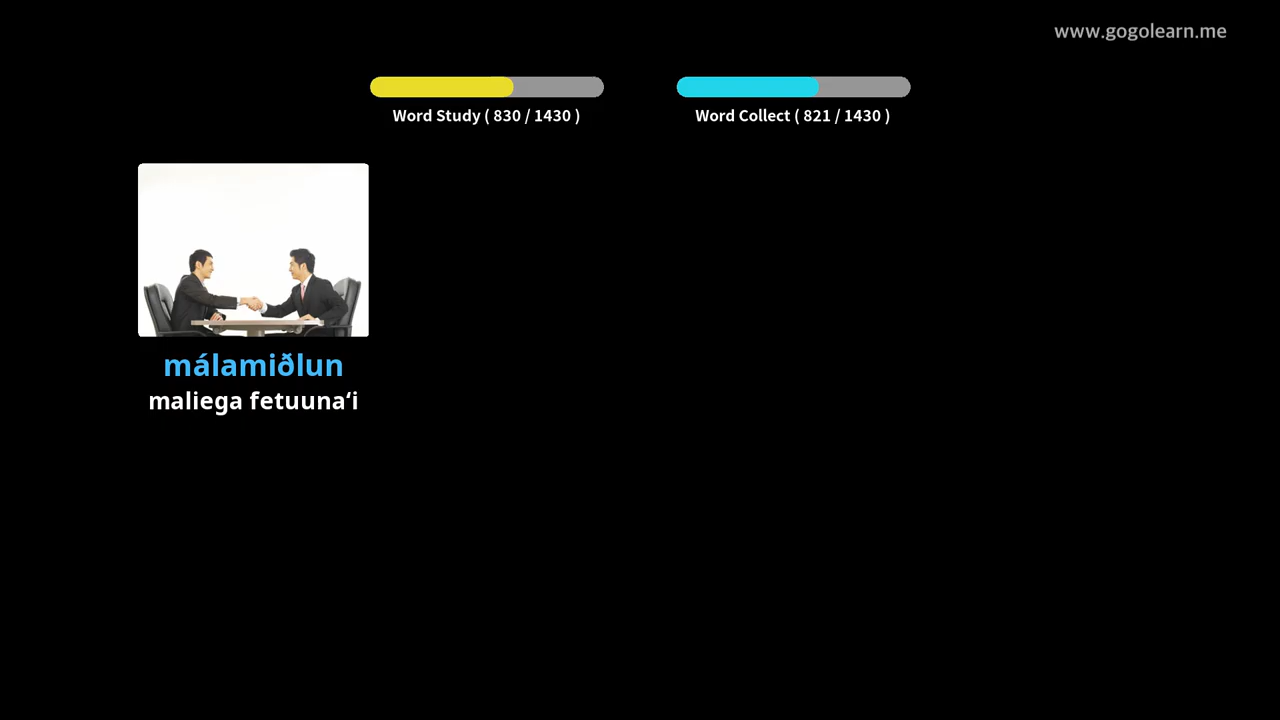 www.gogolearn.me
Word Study ( 830 / 1430 )
Word Collect ( 821 / 1430 )
málamiðlun
maliega fetuuna‘i